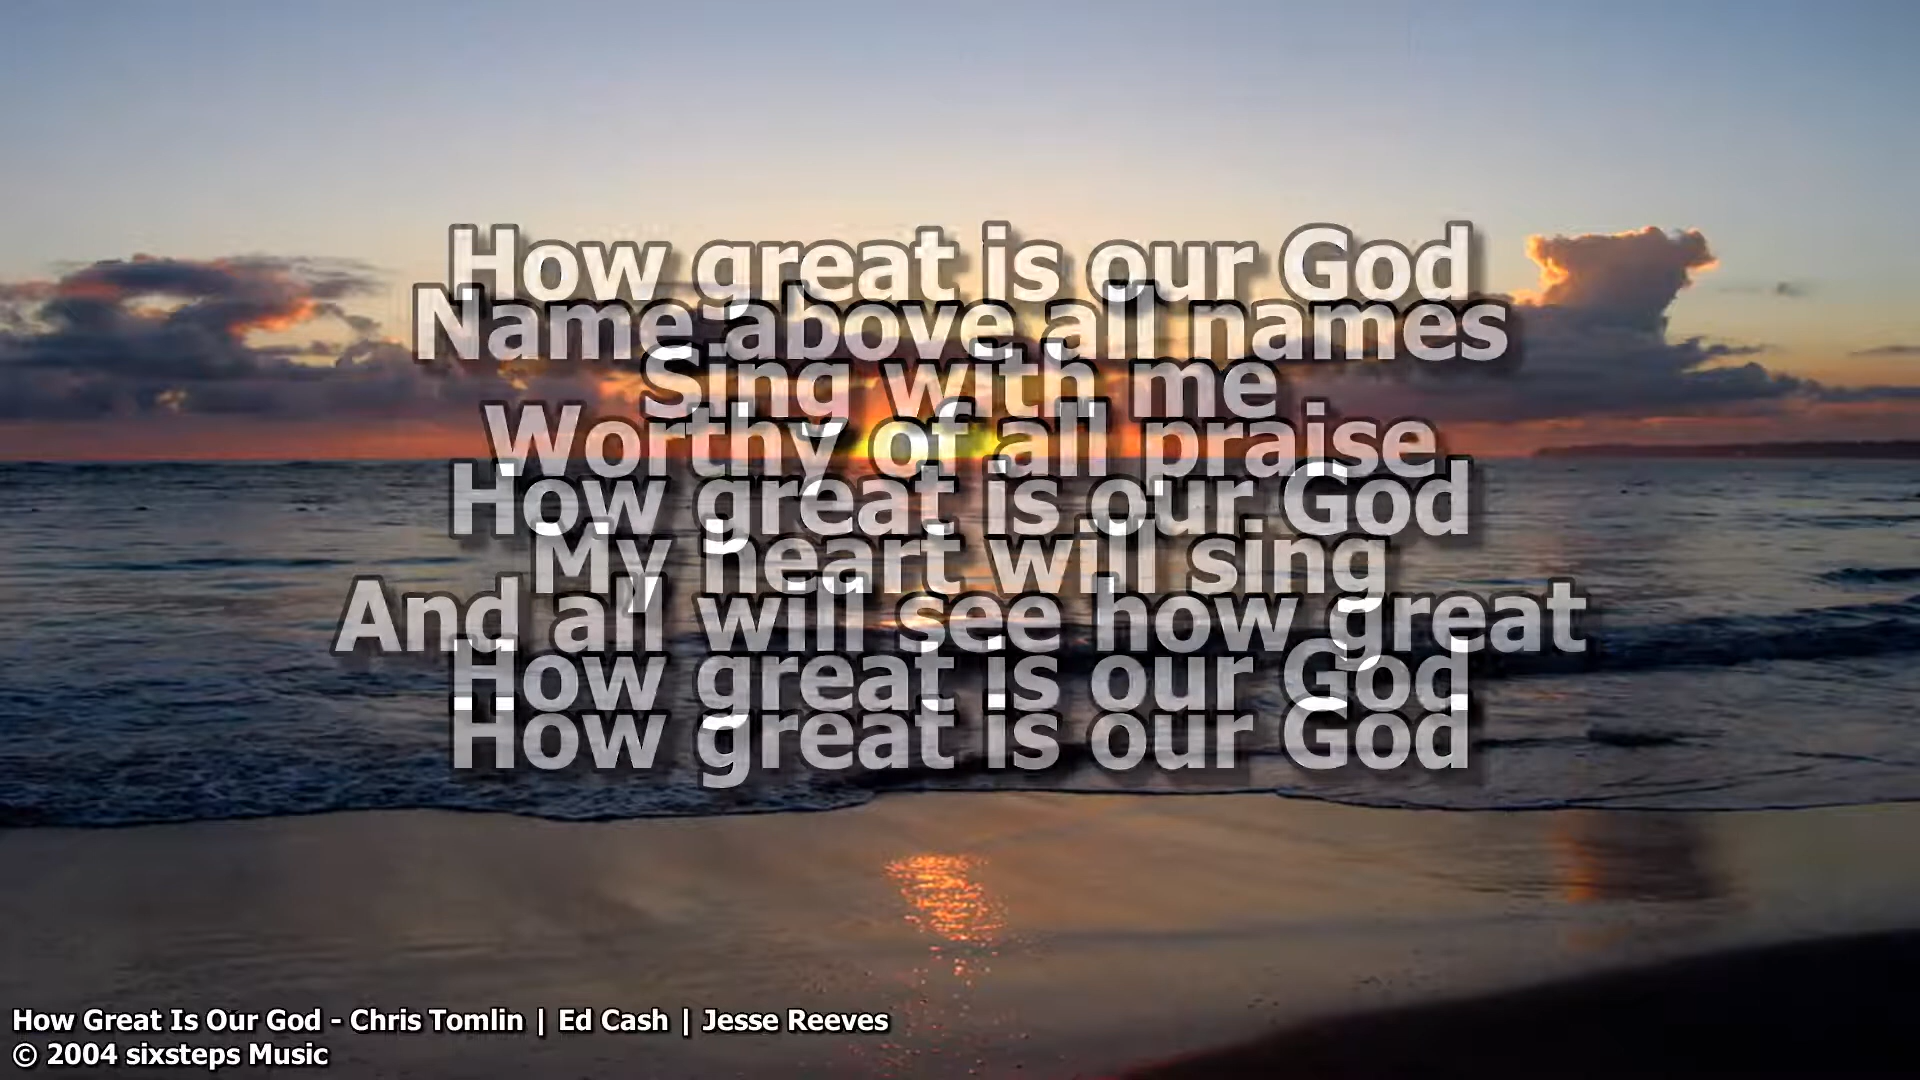 How great is our God
Name above all names
Sing with me
Worthy of all praise
How great is our God
My heart will sing
And all will see how great
How great is our God
How great is our God
How Great Is Our God - Chris Tomlin | Ed Cash | Jesse Reeves
© 2004 sixsteps Music